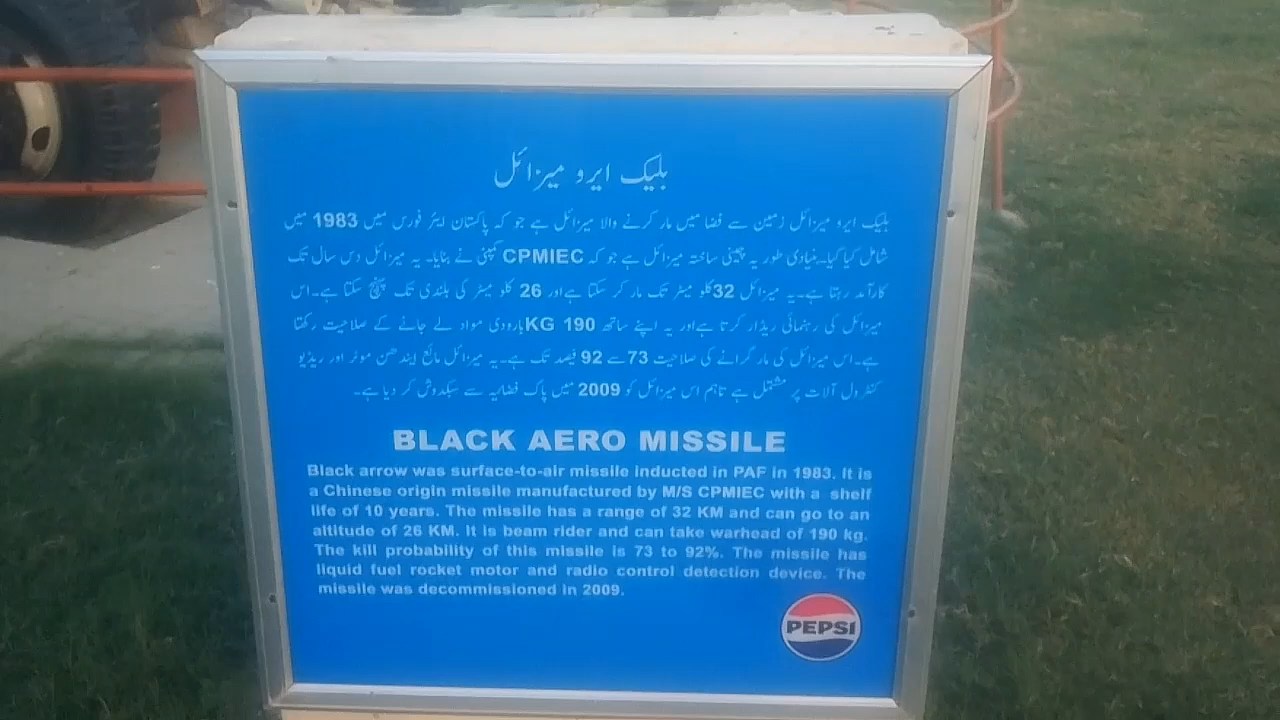 بلیک ایرو میزائل
بلیک ایرو میزائل زمین سے فضا میں مار کرنے والا میزائل ہے جو کہ پاکستان ایئر فورس میں 1983 میں
شامل کیا گیا۔بنیادی طور یہ چینی ساختہ میزائل ہے جو کہ CPMIEC کمپنی نے بنایا۔ یہ میزائل دس سال تک
کارآمد رہتا ہے۔یہ میزائل 32کلو میٹر تک مار کر سکتا ہےاور 26 کلو میٹر کی بلندی تک پہنچ سکتا ہے۔اس
میزائل کی رہنمائی ریڈار کرتا ہےاور یہ اپنے ساتھ 190 KGبارودی مواد لے جانے کے صلاحیت رکھتا
ہے۔اس میزائل کی مار گرانے کی صلاحیت 73سے 92 فیصد تک ہے۔یہ میزائل مائع ایندھن موٹر اور ریڈیو
کنٹرول آلات پر مشتمل ہے تاہم اس میزائل کو 2009 میں پاک فضائیہ سے سبکدوش کر دیا ہے۔
BLACK AERO MISSILE
Black arrow was surface-to-air missile inducted in PAF in 1983. It is
a Chinese origin missile manufactured by M/S CPMIEC with a shelf
life of 10 years. The missile has a range of 32 KM and can go to an
altitude of 26 KM. It is beam rider and can take warhead of 190 kg.
The kill probability of this missile is 73 to 92%. The missile has
liquid fuel rocket motor and radio control detection device. The
missile was decommissioned in 2009.
PEPSI